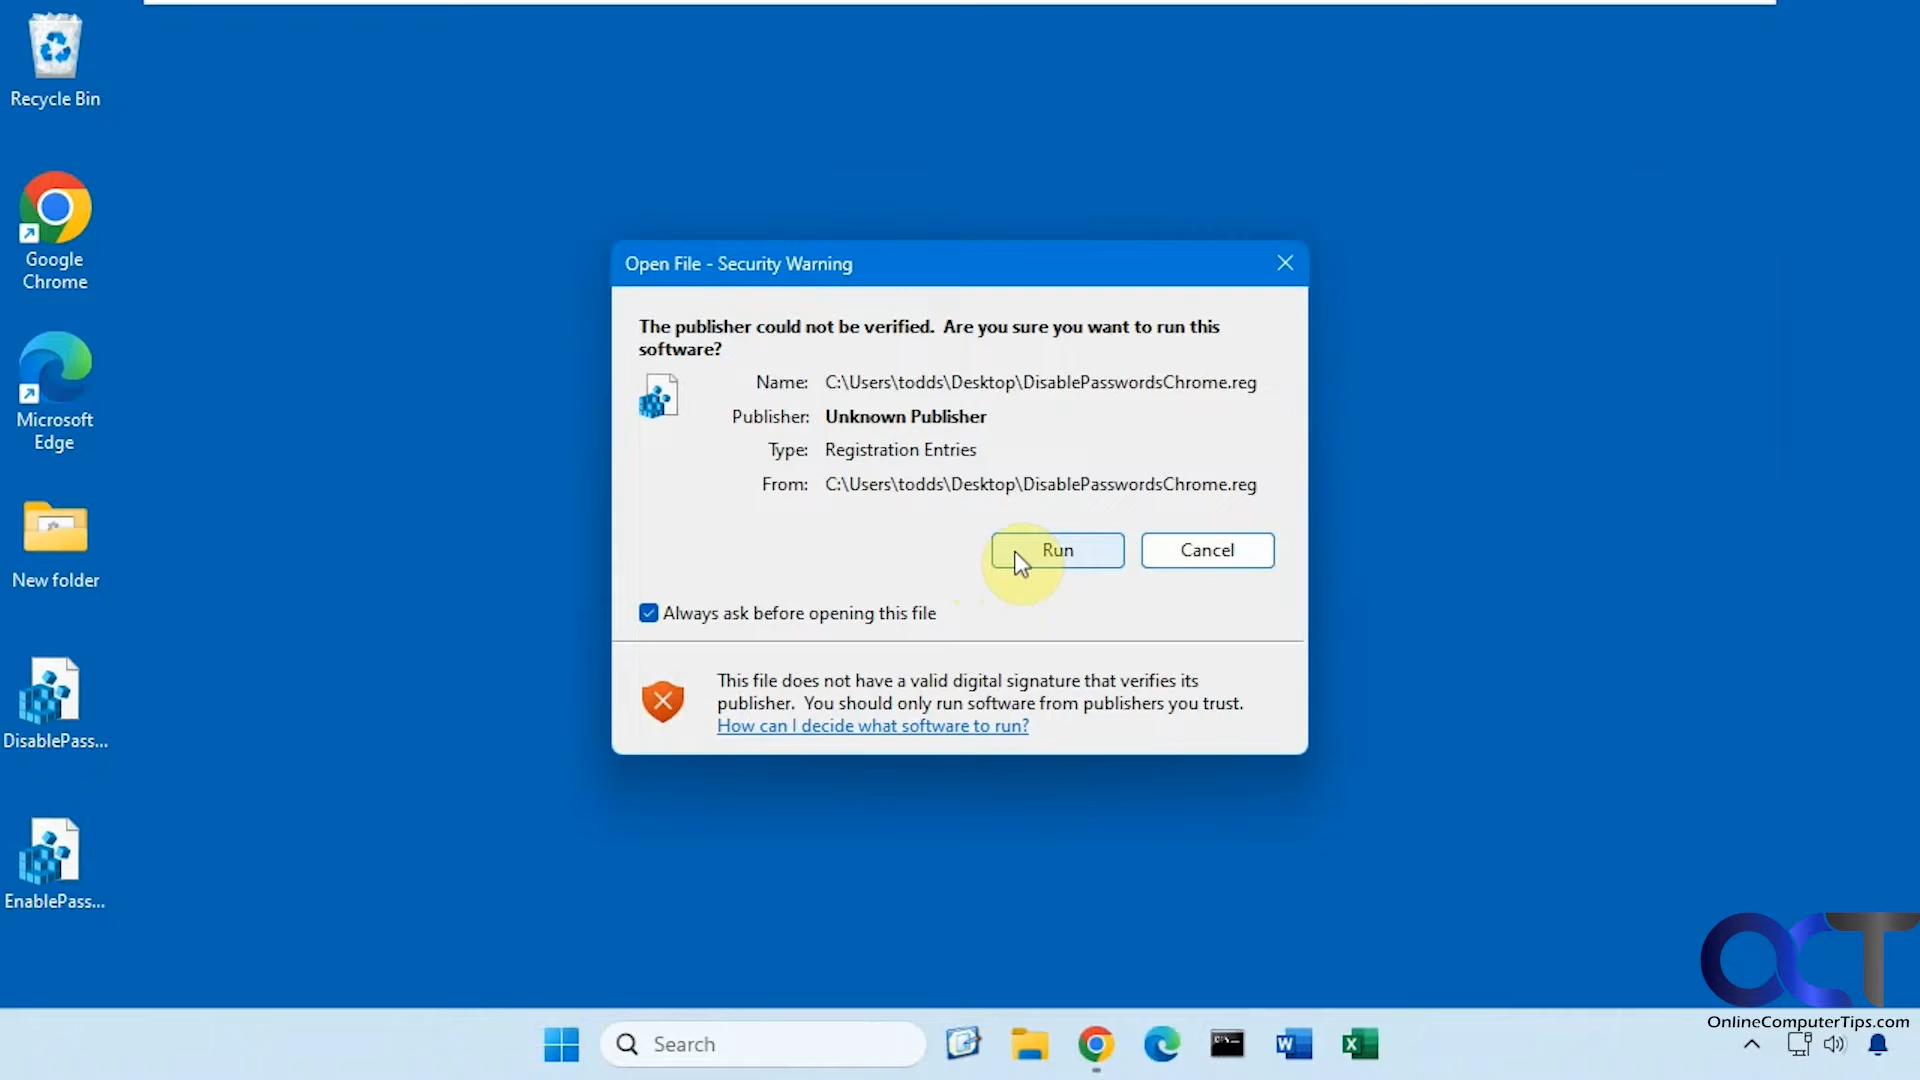 Recycle Bin
Google
Chrome
Microsoft
Edge
New folder
DisablePass...
EnablePass...
Open File - Security Warning
The publisher could not be verified.  Are you sure you want to run this
software?
Name: C:\Users\todds\Desktop\DisablePasswordsChrome.reg
Publisher: Unknown Publisher
Type: Registration Entries
From: C:\Users\todds\Desktop\DisablePasswordsChrome.reg
Run
Cancel
Always ask before opening this file
This file does not have a valid digital signature that verifies its
publisher.  You should only run software from publishers you trust.
How can I decide what software to run?
OCT
OnlineComputerTips.com
Search